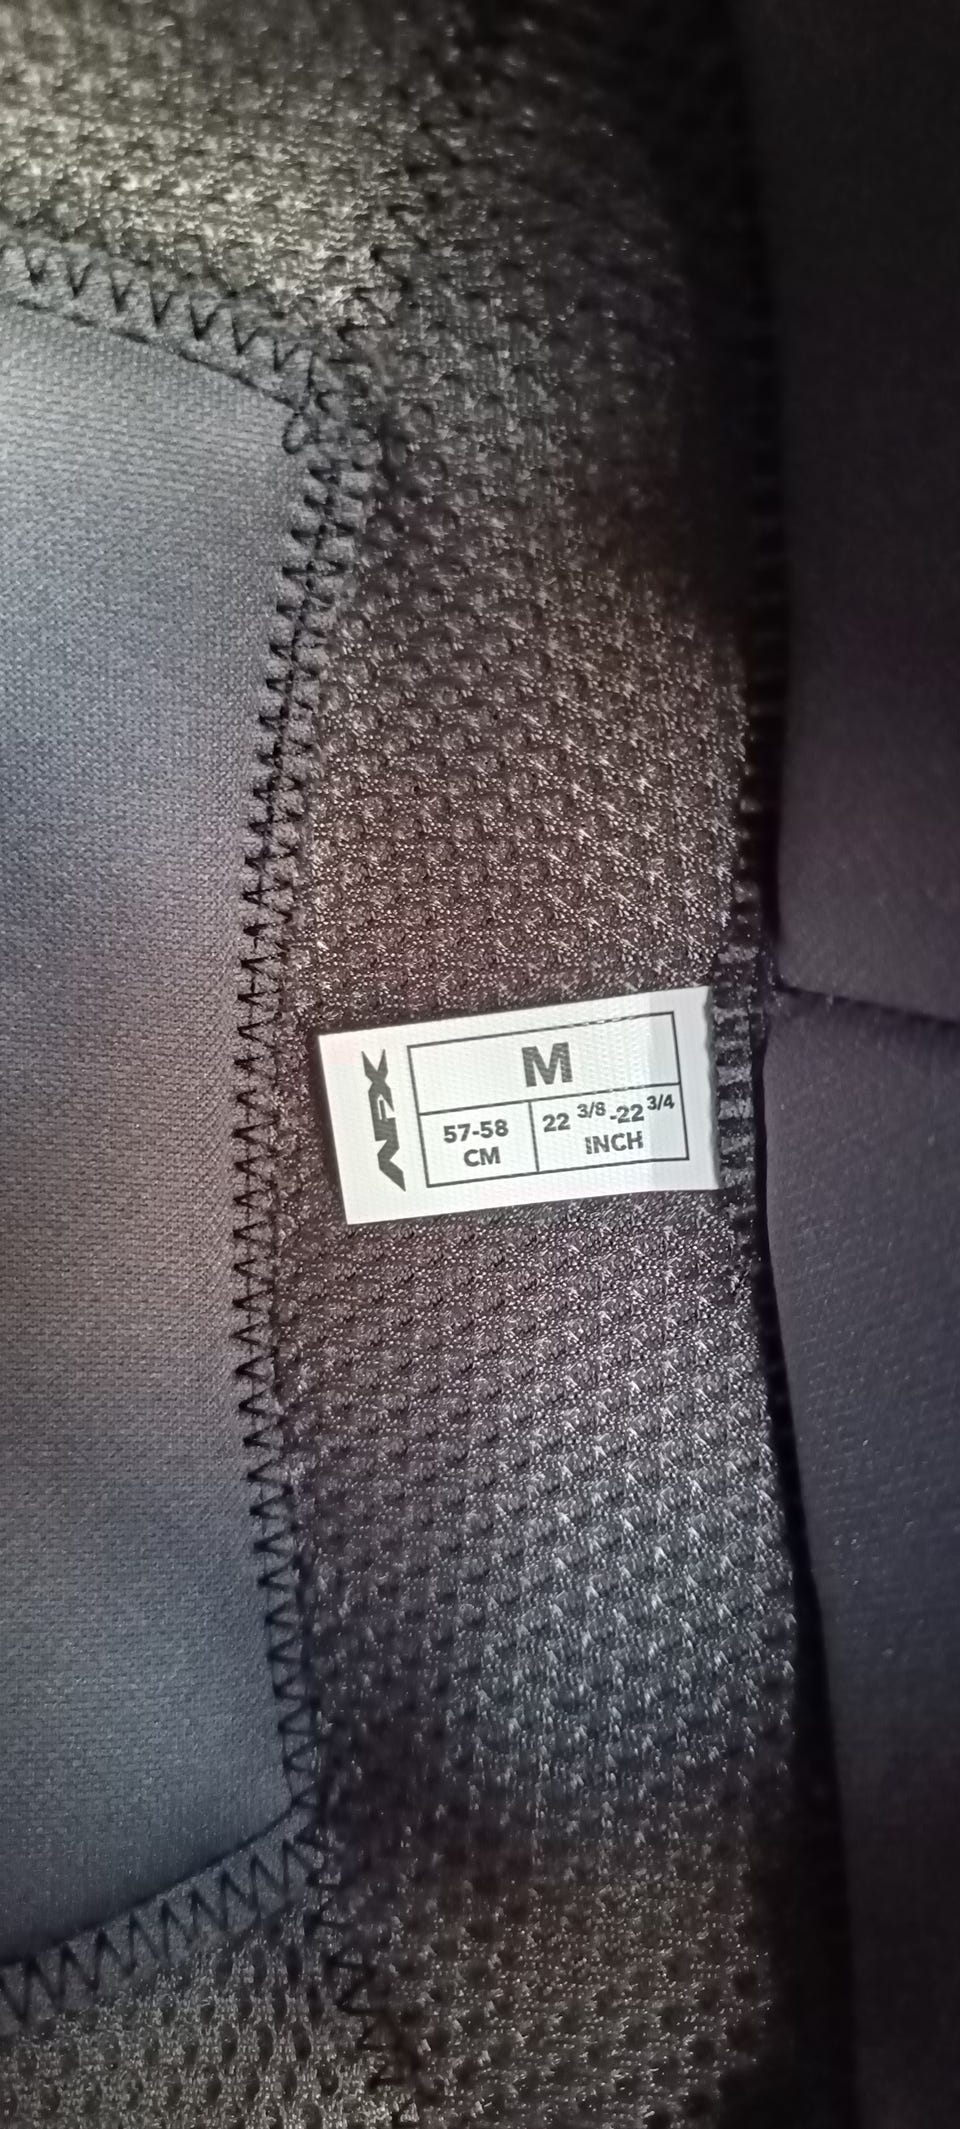 AFX
M
57-58
CM
22 3/8-22 3/4
INCH